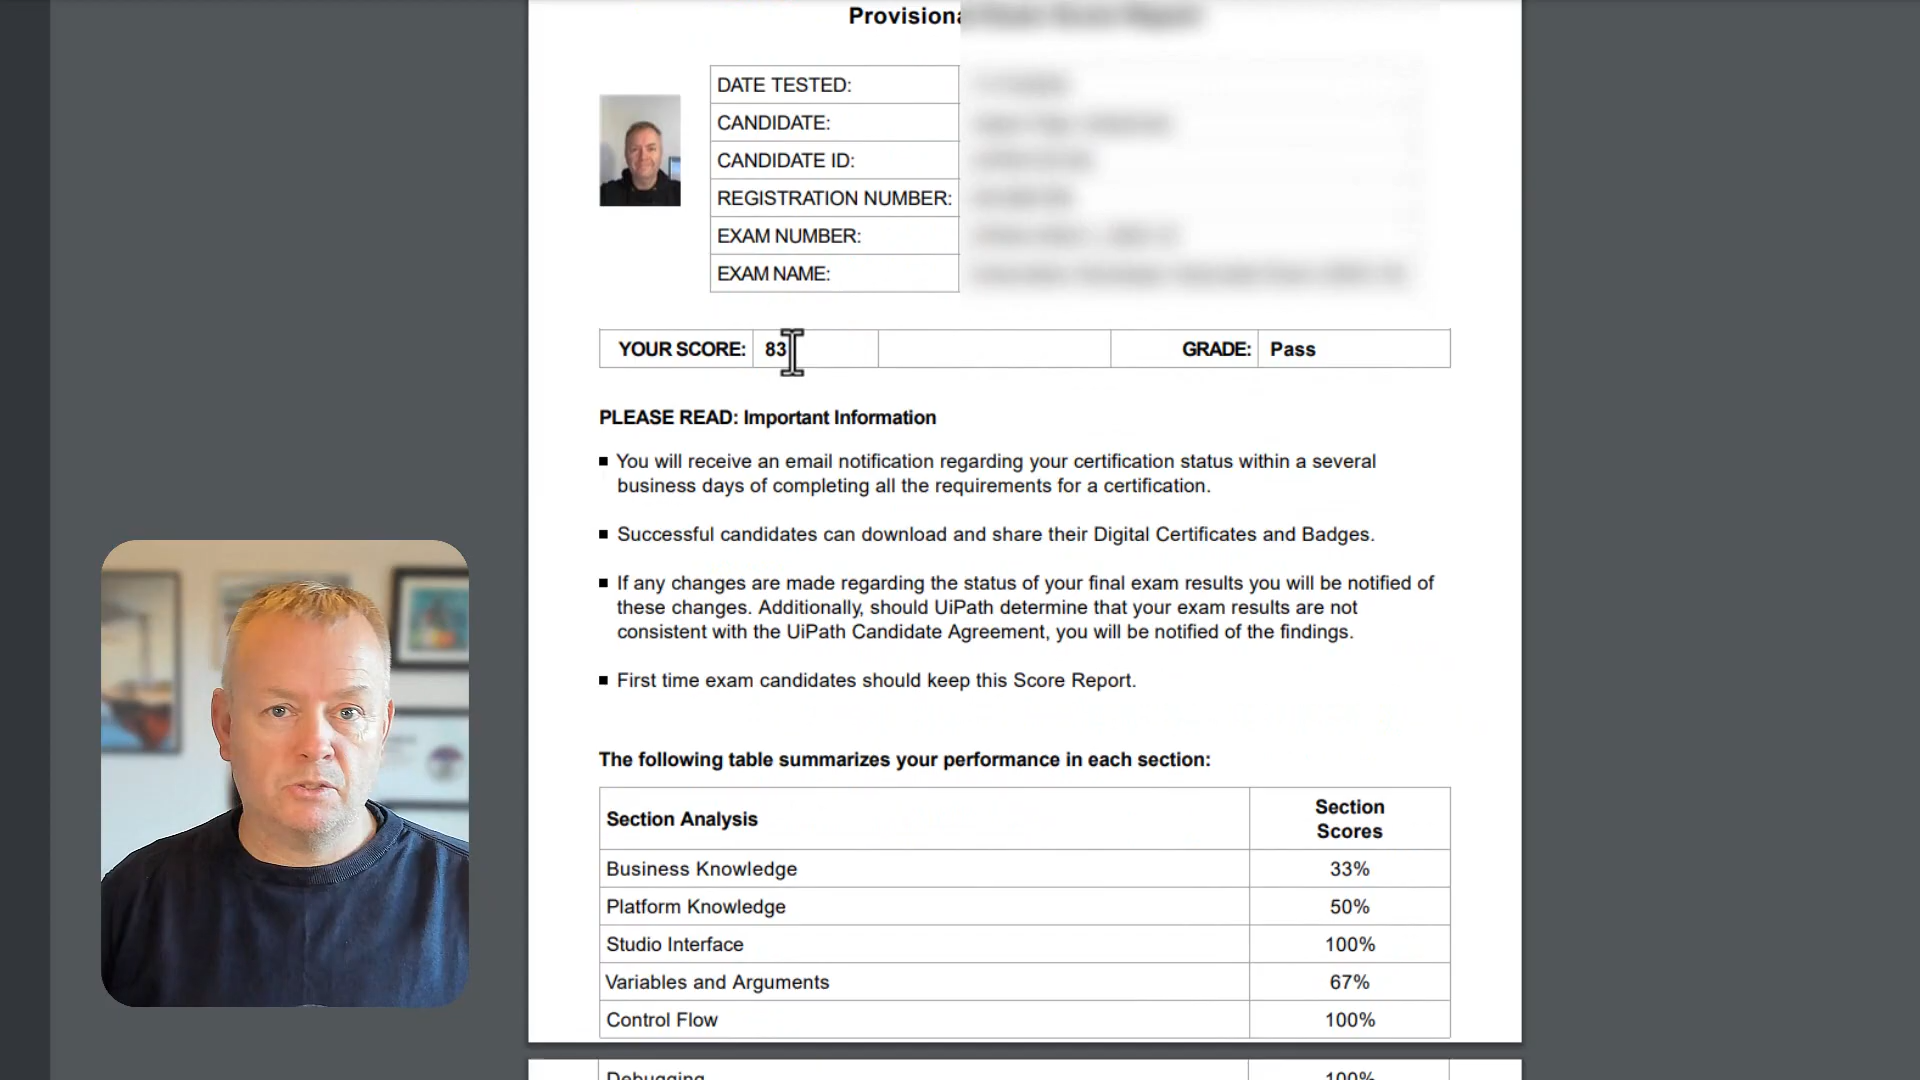 Provisiona
DATE TESTED:
CANDIDATE:
CANDIDATE ID:
REGISTRATION NUMBER:
EXAM NUMBER:
EXAM NAME:
YOUR SCORE: 83 GRADE: Pass
PLEASE READ: Important Information
You will receive an email notification regarding your certification status within a several
business days of completing all the requirements for a certification.
Successful candidates can download and share their Digital Certificates and Badges.
If any changes are made regarding the status of your final exam results you will be notified of
these changes. Additionally, should UiPath determine that your exam results are not
consistent with the UiPath Candidate Agreement, you will be notified of the findings.
First time exam candidates should keep this Score Report.
The following table summarizes your performance in each section:
Section Analysis Section
Scores
Business Knowledge 33%
Platform Knowledge 50%
Studio Interface 100%
Variables and Arguments 67%
Control Flow 100%
Debugging 100%